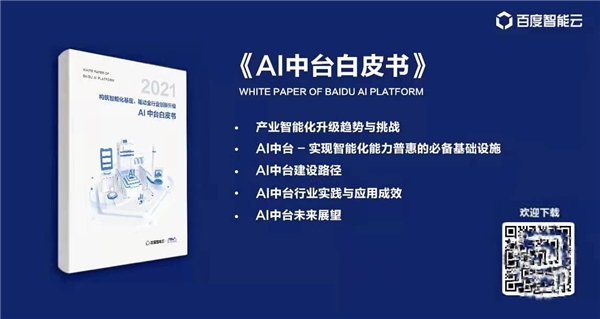 百度智能云
《AI中台白皮书》
WHITE PAPER OF BAIDU AI PLATFORM
• 产业智能化升级趋势与挑战
• AI中台 – 实现智能化能力普惠的必备基础设施
• AI中台建设路径
• AI中台行业实践与应用成效
• AI中台未来展望
欢迎下载
WHITE PAPER OF
BAIDU AI PLATFORM
2021
构筑智能化基座，驱动全行业创新升级
AI 中台白皮书
百度智能云